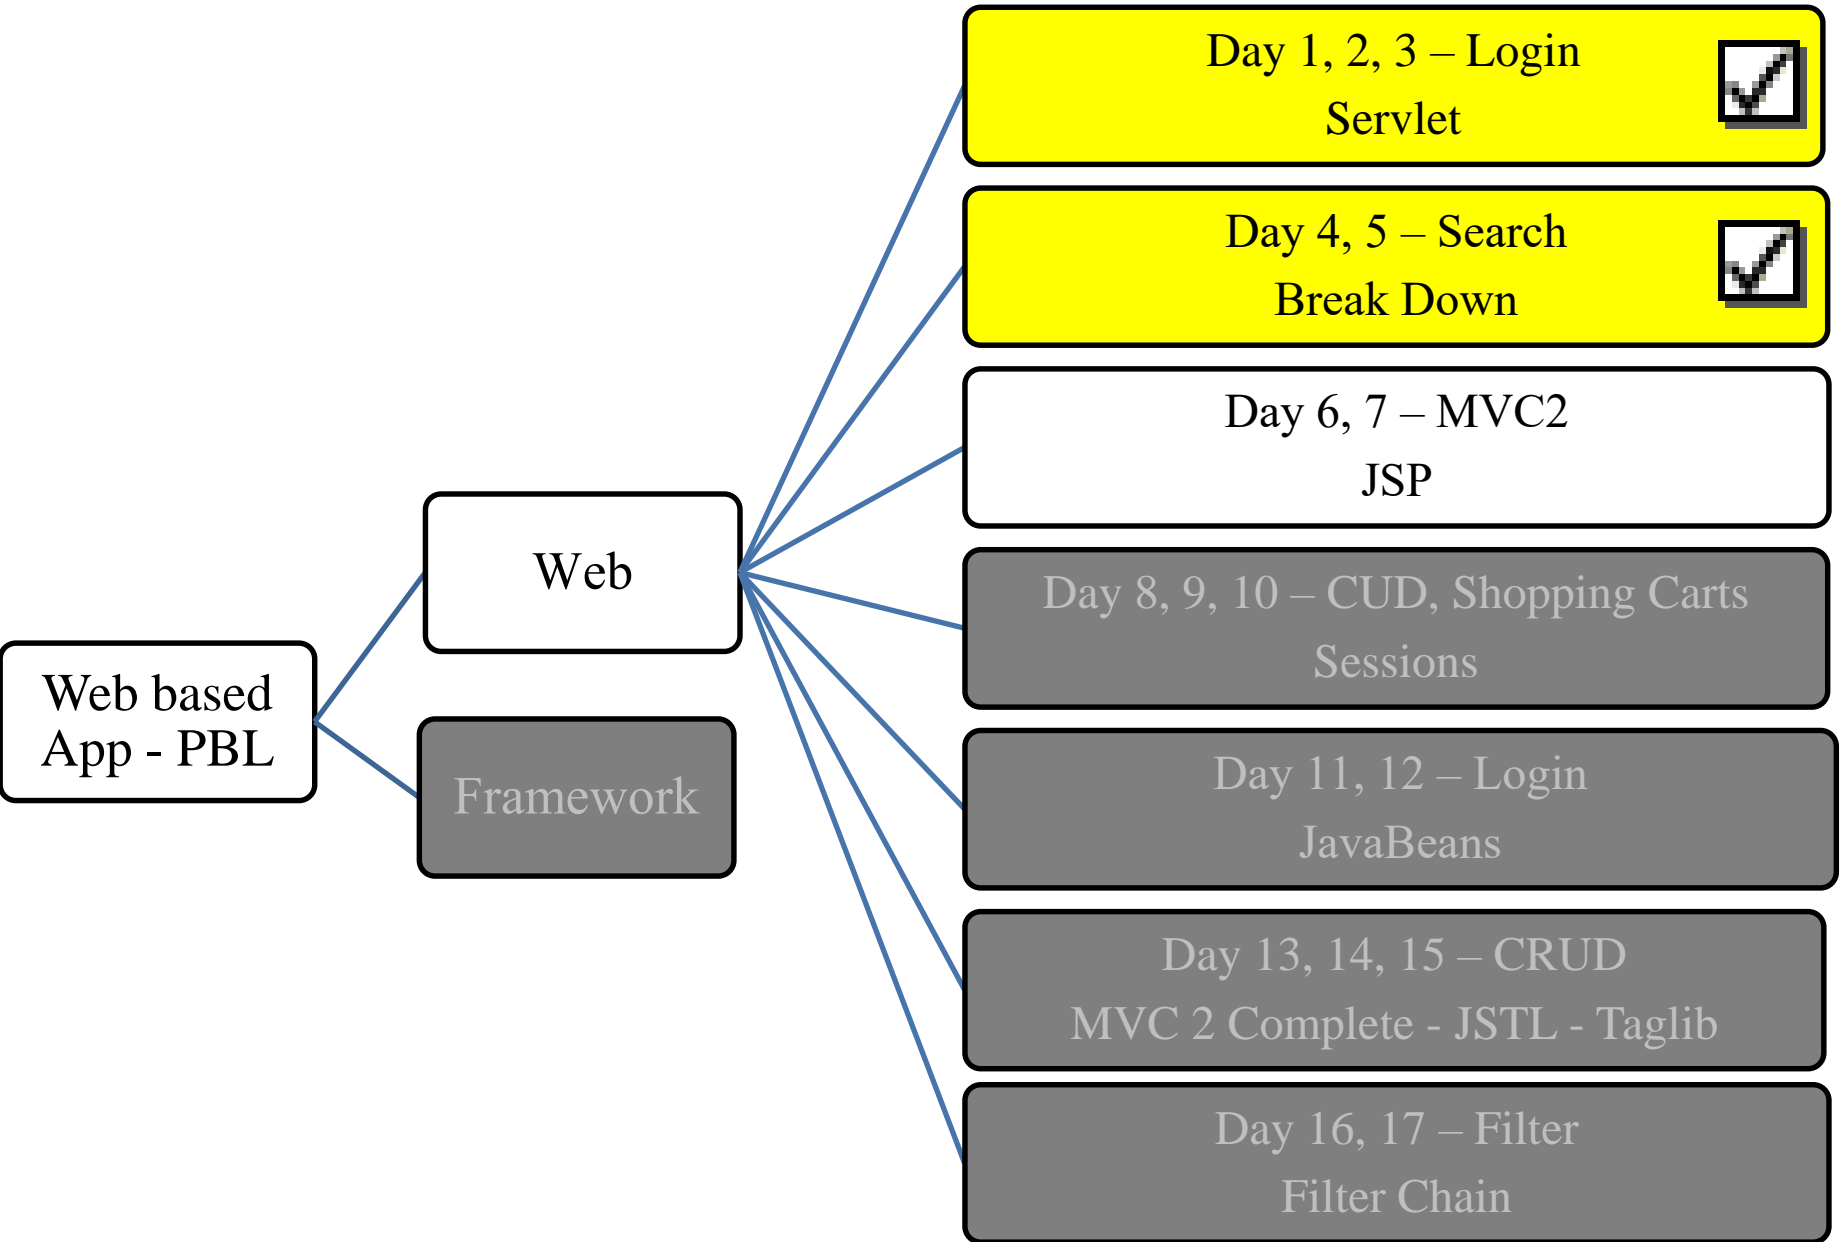 Day 1, 2, 3 – Login
Servlet
Day 4, 5 – Search
Break Down
Day 6, 7 – MVC2
JSP
Web
Day 8, 9, 10 – CUD, Shopping Carts
Sessions
Web based
App - PBL
Framework
Day 11, 12 – Login
JavaBeans
Day 13, 14, 15 – CRUD
MVC 2 Complete - JSTL - Taglib
Day 16, 17 – Filter
Filter Chain